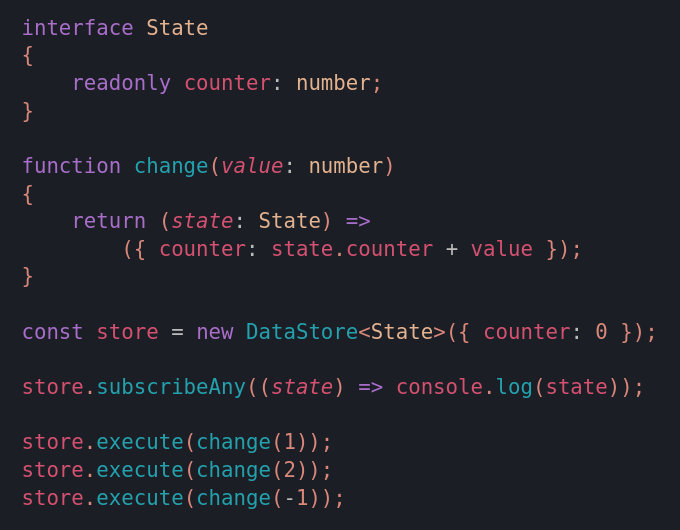 interface State
{
    readonly counter: number;
}

function change(value: number)
{
    return (state: State) =>
        ({ counter: state.counter + value });
}

const store = new DataStore<State>({ counter: 0 });

store.subscribeAny((state) => console.log(state));

store.execute(change(1));
store.execute(change(2));
store.execute(change(-1));